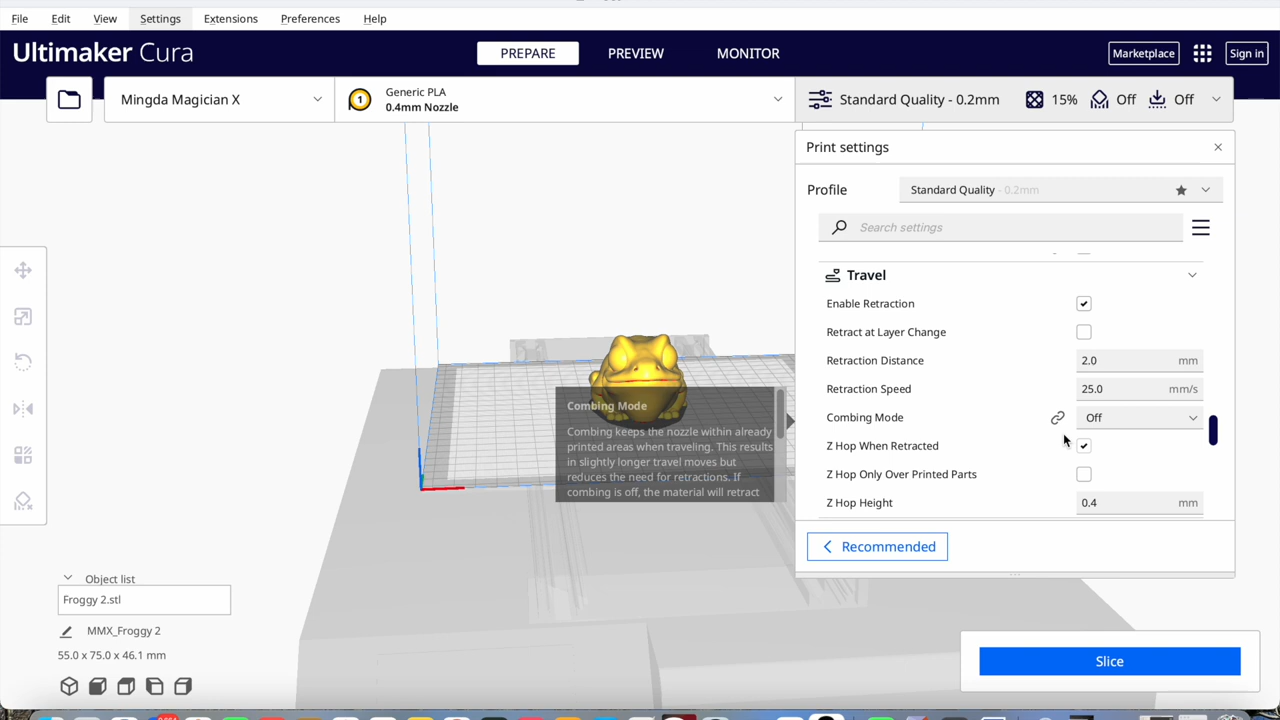 File Edit View Settings Extensions Preferences Help
Ultimaker Cura PREPARE PREVIEW MONITOR Marketplace Sign in
Mingda Magician X
Generic PLA
0.4mm Nozzle
Standard Quality - 0.2mm 15% Off Off
Print settings
Profile Standard Quality - 0.2mm
Search settings
Travel
Enable Retraction
Retract at Layer Change
Retraction Distance 2.0 mm
Retraction Speed 25.0 mm/s
Combing Mode Off
Z Hop When Retracted
Z Hop Only Over Printed Parts
Z Hop Height 0.4 mm
Recommended
Combing Mode
Combing keeps the nozzle within already
printed areas when traveling. This results
in slightly longer travel moves but
reduces the need for retractions. If
combing is off, the material will retract
Object list
Froggy 2.stl
MMX_Froggy 2
55.0 x 75.0 x 46.1 mm
Slice